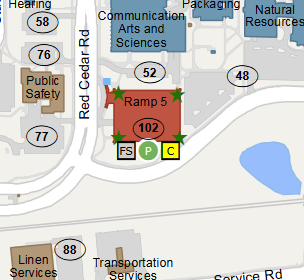 Hearing
Packaging
Natural
Resources
58
Communication
Arts and
Sciences
Red Cedar Rd
76
52
48
Public
Safety
Ramp 5
102
77
FS
P
C
88
Linen
Services
Transportation
Services
Service Rd